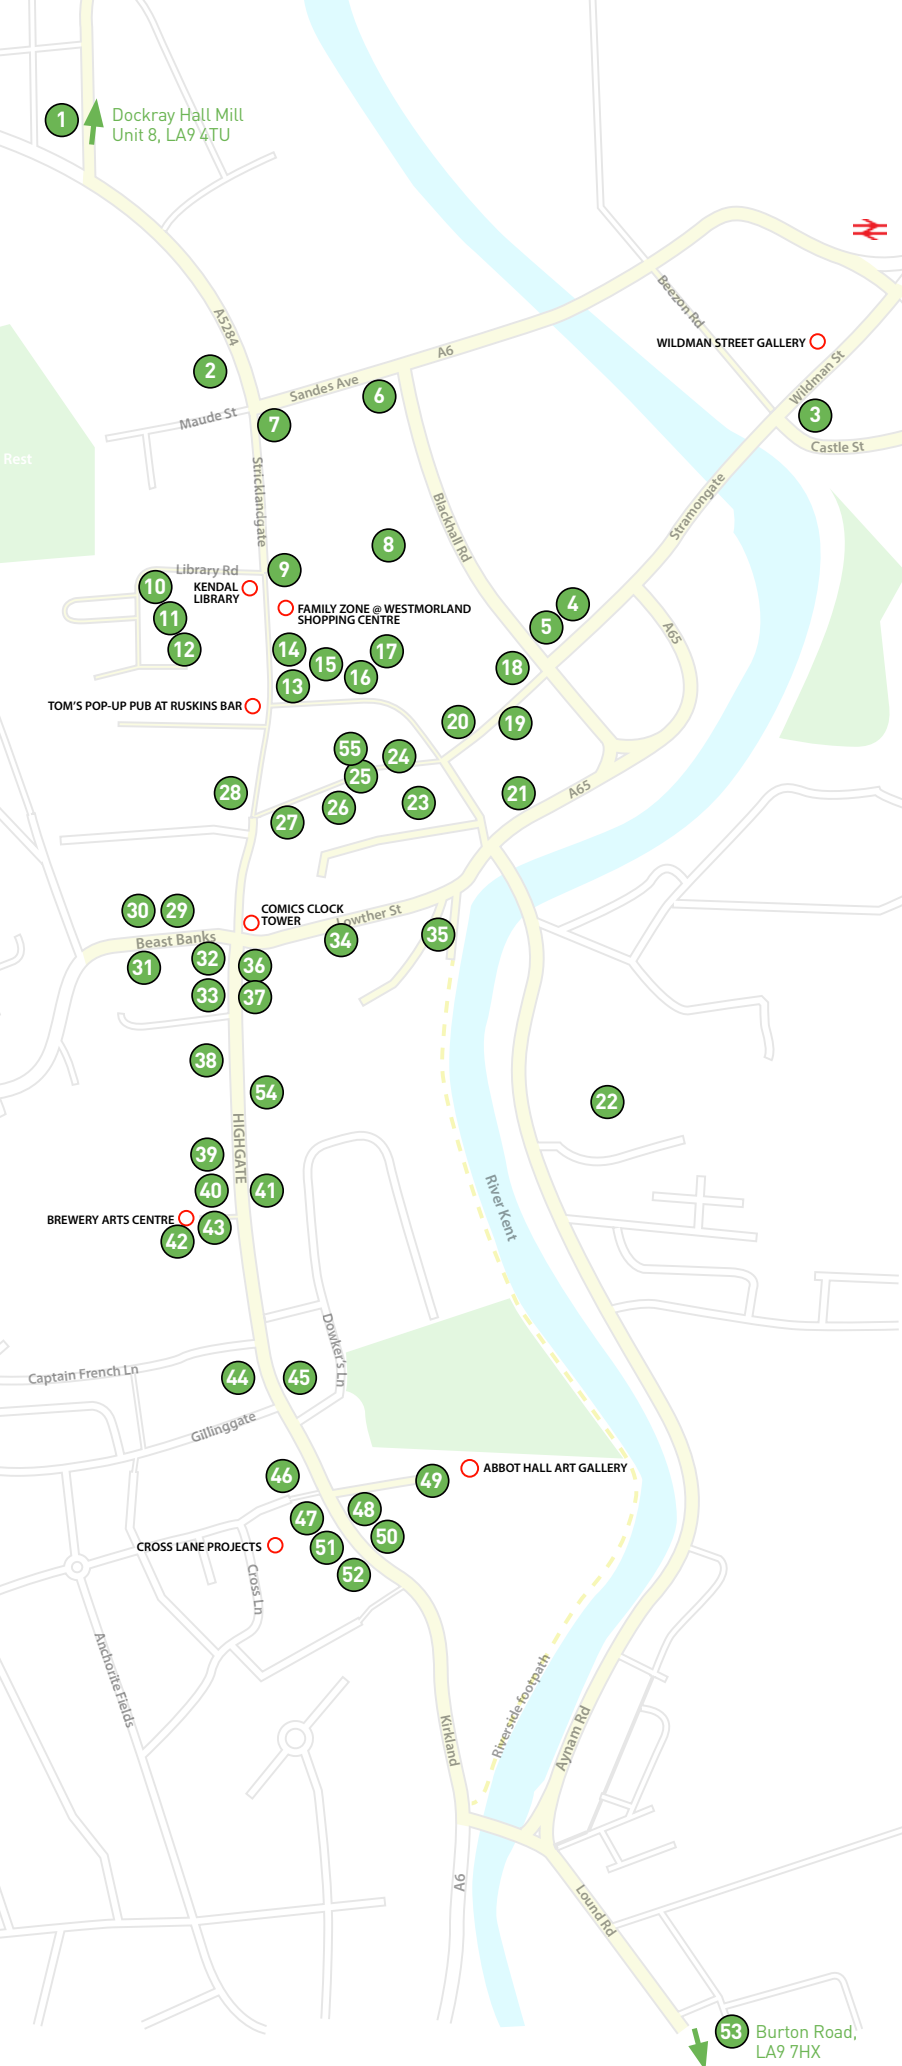 1
Dockray Hall Mill
Unit 8, LA9 4TU
A5284
Beezon Rd
WILDMAN STREET GALLERY
A6
Wildman St
2
Sandes Ave
6
3
Maude St
7
Castle St
Rest
Stricklandgate
Stramongate
Blackhall Rd
8
Library Rd
9
10
KENDAL
LIBRARY
FAMILY ZONE @ WESTMORLAND
SHOPPING CENTRE
4
11
5
A65
12
14
15
17
16
18
13
TOM'S POP-UP PUB AT RUSKINS BAR
20
19
55
24
25
28
26
23
21
A65
27
30
29
COMICS CLOCK
TOWER
Lowther St
Beast Banks
34
35
31
32
36
33
37
38
54
22
HIGHGATE
39
40
41
BREWERY ARTS CENTRE
43
42
River Kent
Dowker's Ln
Captain French Ln
44
45
Gillinggate
46
49
ABBOT HALL ART GALLERY
48
47
50
CROSS LANE PROJECTS
51
52
Cross Ln
Anchorite Fields
Riverside footpath
Kirkland
Aynam Rd
A6
Lound Rd
53
Burton Road,
LA9 7HX